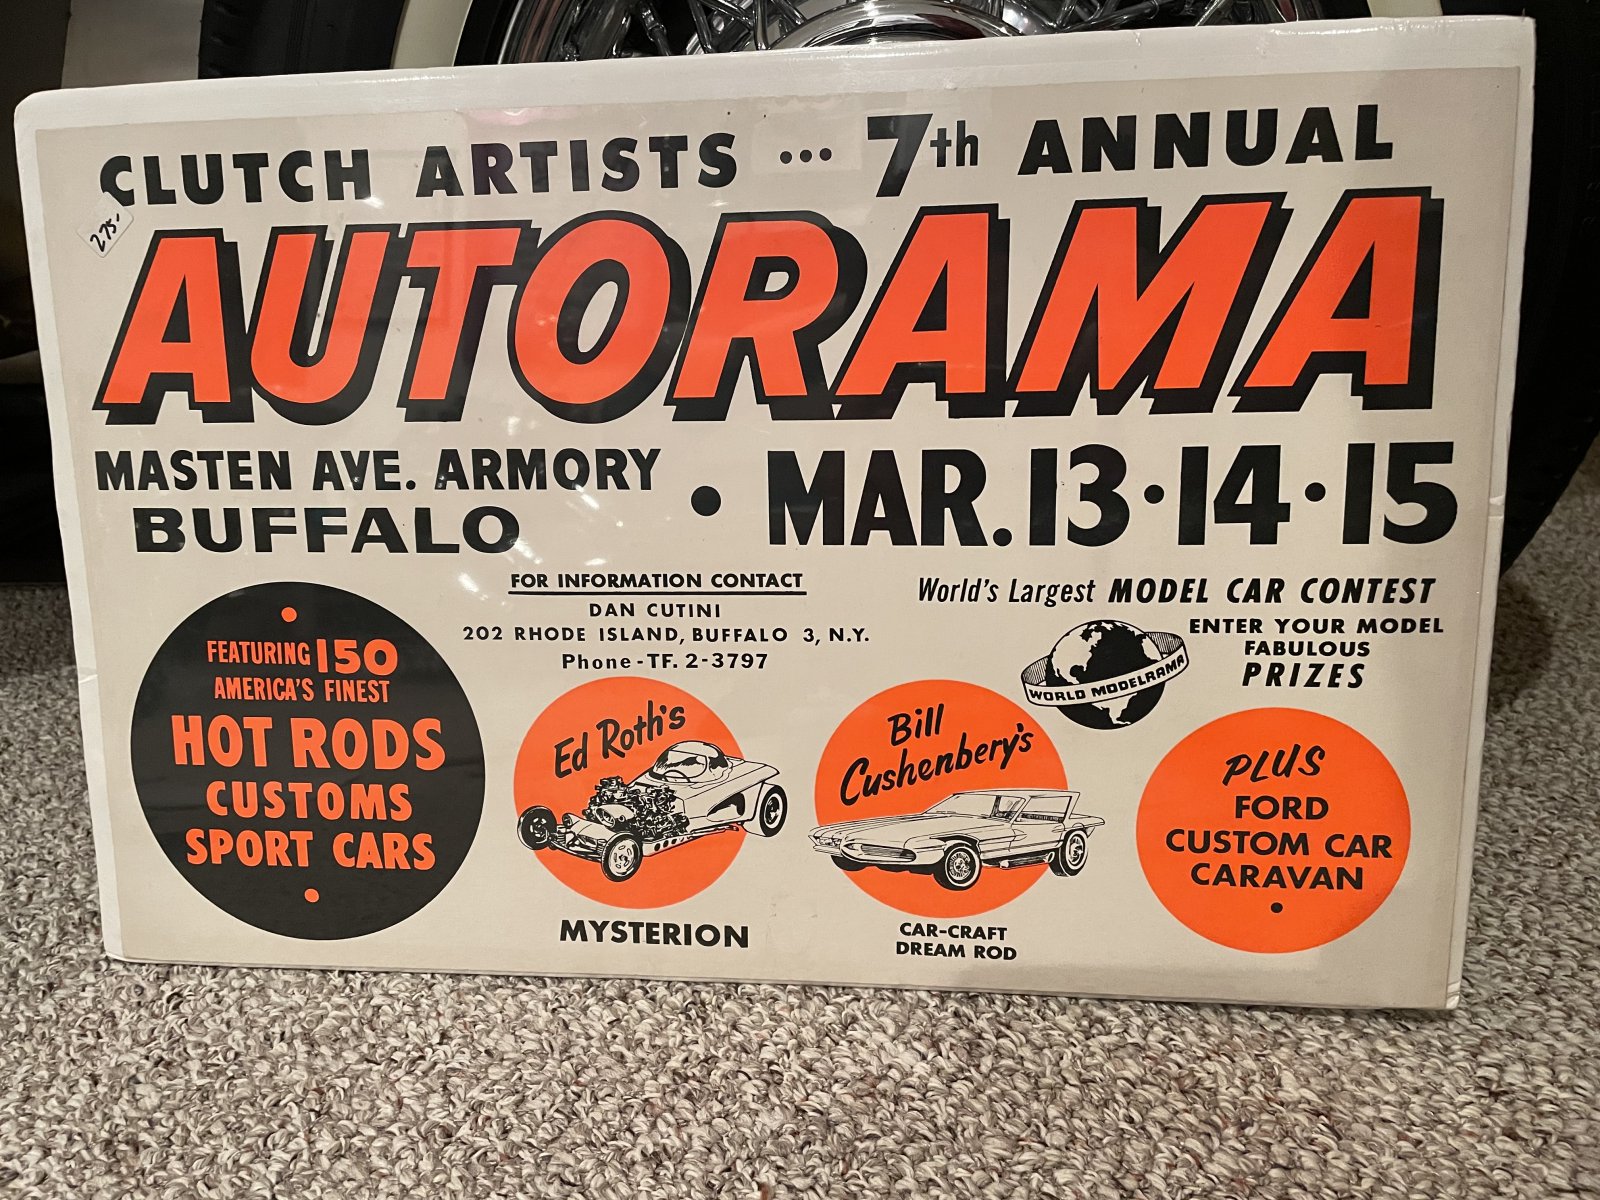 CLUTCH ARTISTS ... 7th ANNUAL
275-
AUTORAMA
MASTEN AVE. ARMORY
BUFFALO
• MAR. 13 · 14 · 15
FOR INFORMATION CONTACT
DAN CUTINI
202 RHODE ISLAND, BUFFALO 3, N.Y.
Phone - TF. 2-3797
World's Largest MODEL CAR CONTEST
ENTER YOUR MODEL
FABULOUS
PRIZES
WORLD MODELRAMA
FEATURING 150
AMERICA'S FINEST
HOT RODS
CUSTOMS
SPORT CARS
Ed Roth's
MYSTERION
Bill
Cushenbery's
CAR-CRAFT
DREAM ROD
PLUS
FORD
CUSTOM CAR
CARAVAN